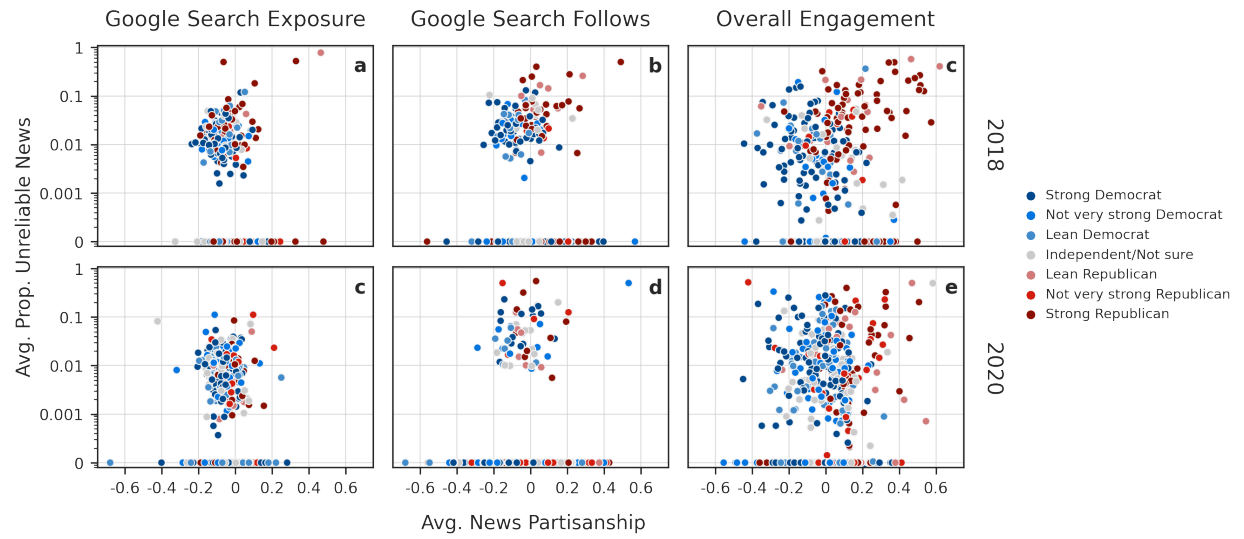 Google Search Exposure Google Search Follows Overall Engagement
a b c
1
0.1
0.01
0.001
0
2018
Avg. Prop. Unreliable News
Strong Democrat
Not very strong Democrat
Lean Democrat
Independent/Not sure
Lean Republican
Not very strong Republican
Strong Republican
c d e
1
0.1
0.01
0.001
0
2020
-0.6 -0.4 -0.2 0 0.2 0.4 0.6 -0.6 -0.4 -0.2 0 0.2 0.4 0.6 -0.6 -0.4 -0.2 0 0.2 0.4 0.6
Avg. News Partisanship